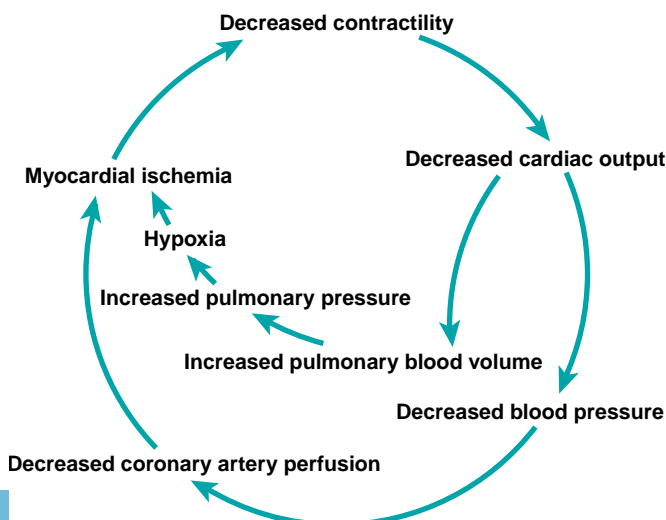 Decreased contractility
Decreased cardiac output
Myocardial ischemia
Hypoxia
Increased pulmonary pressure
Increased pulmonary blood volume
Decreased blood pressure
Decreased coronary artery perfusion